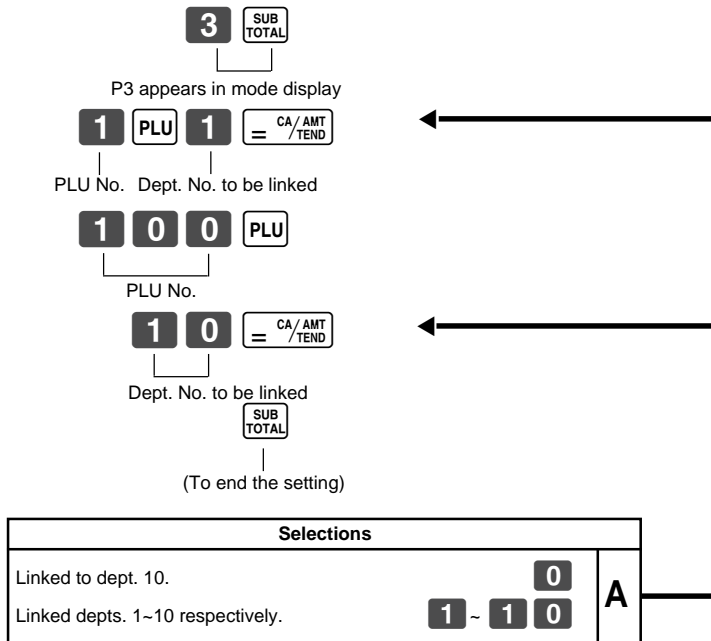 3 SUB TOTAL
P3 appears in mode display
1 PLU 1 = CA/AMT TEND
PLU No. Dept. No. to be linked
1 0 0 PLU
PLU No.
1 0 = CA/AMT TEND
Dept. No. to be linked
SUB TOTAL
(To end the setting)
Selections
Linked to dept. 10. 0
Linked depts. 1~10 respectively. 1 ~ 1 0
A